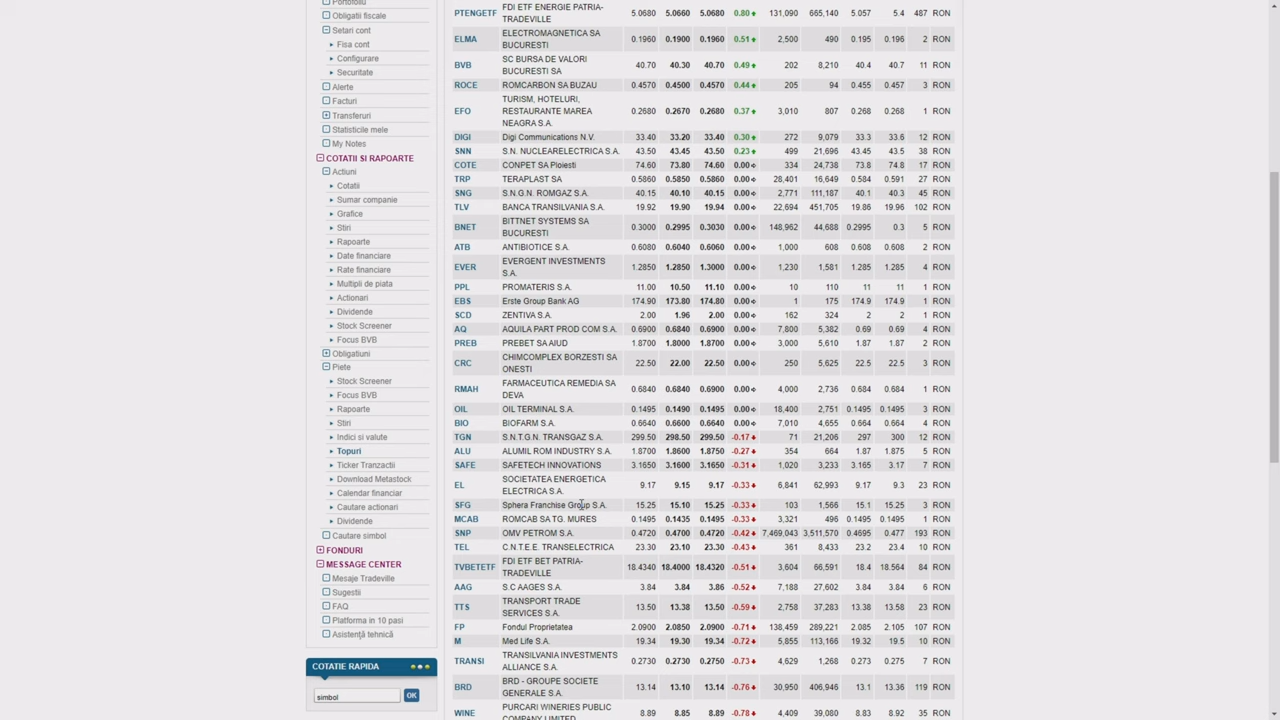 Portofoliu
Obligatii fiscale
Setari cont
Fisa cont
Configurare
Securitate
Alerte
Facturi
Transferuri
Statisticile mele
My Notes
COTATII SI RAPOARTE
Actiuni
Cotatii
Sumar companie
Grafice
Stiri
Rapoarte
Date financiare
Rate financiare
Multipli de piata
Actionari
Dividende
Stock Screener
Focus BVB
Obligatiuni
Piete
Stock Screener
Focus BVB
Rapoarte
Stiri
Indici si valute
Topuri
Ticker Tranzactii
Download Metastock
Calendar financiar
Cautare actionari
Dividende
Cautare simbol
FONDURI
MESSAGE CENTER
Mesaje Tradeville
Sugestii
FAQ
Platforma in 10 pasi
Asistență tehnică
COTATIE RAPIDA
simbol OK
PTENGETF FDI ETF ENERGIE PATRIA-
TRADEVILLE 5.0680 5.0660 5.0680 0.80 131,090 665,140 5.057 5.4 487 RON
ELMA ELECTROMAGNETICA SA
BUCURESTI 0.1960 0.1900 0.1960 0.51 2,500 490 0.195 0.196 2 RON
BVB SC BURSA DE VALORI
BUCURESTI SA 40.70 40.30 40.70 0.49 202 8,210 40.4 40.7 11 RON
ROCE ROMCARBON SA BUZAU 0.4570 0.4500 0.4570 0.44 205 94 0.455 0.457 3 RON
EFO TURISM, HOTELURI,
RESTAURANTE MAREA
NEAGRA S.A. 0.2680 0.2670 0.2680 0.37 3,010 807 0.268 0.268 1 RON
DIGI Digi Communications N.V. 33.40 33.20 33.40 0.30 272 9,079 33.3 33.6 12 RON
SNN S.N. NUCLEARELECTRICA S.A. 43.50 43.45 43.50 0.23 499 21,696 43.45 43.5 38 RON
COTE CONPET SA Ploiesti 74.60 73.80 74.60 0.00 334 24,738 73.8 74.8 17 RON
TRP TERAPLAST SA 0.5860 0.5850 0.5860 0.00 28,401 16,649 0.584 0.591 27 RON
SNG S.N.G.N. ROMGAZ S.A. 40.15 40.10 40.15 0.00 2,771 111,187 40.1 40.3 45 RON
TLV BANCA TRANSILVANIA S.A. 19.92 19.90 19.94 0.00 22,694 451,705 19.86 19.96 102 RON
BNET BITTNET SYSTEMS SA
BUCURESTI 0.3000 0.2995 0.3030 0.00 148,962 44,688 0.2995 0.3 5 RON
ATB ANTIBIOTICE S.A. 0.6080 0.6040 0.6060 0.00 1,000 608 0.608 0.608 2 RON
EVER EVERGENT INVESTMENTS
S.A. 1.2850 1.2850 1.3000 0.00 1,230 1,581 1.285 1.285 4 RON
PPL PROMATERIS S.A. 11.00 10.50 11.10 0.00 10 110 11 11 1 RON
EBS Erste Group Bank AG 174.90 173.80 174.80 0.00 1 175 174.9 174.9 1 RON
SCD ZENTIVA S.A. 2.00 1.96 2.00 0.00 162 324 2 2 1 RON
AQ AQUILA PART PROD COM S.A. 0.6900 0.6840 0.6900 0.00 7,800 5,382 0.69 0.69 4 RON
PREB PREBET SA AIUD 1.8700 1.8000 1.8700 0.00 3,000 5,610 1.87 1.87 2 RON
CRC CHIMCOMPLEX BORZESTI SA
ONESTI 22.50 22.00 22.50 0.00 250 5,625 22.5 22.5 3 RON
RMAH FARMACEUTICA REMEDIA SA
DEVA 0.6840 0.6840 0.6900 0.00 4,000 2,736 0.684 0.684 1 RON
OIL OIL TERMINAL S.A. 0.1495 0.1490 0.1495 0.00 18,400 2,751 0.1495 0.1495 3 RON
BIO BIOFARM S.A. 0.6640 0.6600 0.6640 0.00 7,010 4,655 0.664 0.664 4 RON
TGN S.N.T.G.N. TRANSGAZ S.A. 299.50 298.50 299.50 -0.17 71 21,206 297 300 12 RON
ALU ALUMIL ROM INDUSTRY S.A. 1.8700 1.8600 1.8750 -0.27 354 664 1.87 1.875 5 RON
SAFE SAFETECH INNOVATIONS 3.1650 3.1600 3.1650 -0.31 1,020 3,233 3.165 3.17 7 RON
EL SOCIETATEA ENERGETICA
ELECTRICA S.A. 9.17 9.15 9.17 -0.33 6,841 62,993 9.17 9.3 23 RON
SFG Sphera Franchise Group S.A. 15.25 15.10 15.25 -0.33 103 1,566 15.1 15.25 3 RON
MCAB ROMCAB SA TG. MURES 0.1495 0.1435 0.1495 -0.33 3,321 496 0.1495 0.1495 1 RON
SNP OMV PETROM S.A. 0.4720 0.4700 0.4720 -0.42 3,511,570 0.4695 0.477 193 RON
TEL C.N.T.E.E. TRANSELECTRICA 23.30 23.10 23.30 -0.43 361 8,433 23.2 23.4 10 RON
TVBETETF FDI ETF BET PATRIA-
TRADEVILLE 18.4340 18.4000 18.4320 -0.51 3,604 66,591 18.4 18.564 84 RON
AAG S.C AAGES S.A. 3.84 3.84 3.86 -0.52 7,188 27,602 3.84 3.84 6 RON
TTS TRANSPORT TRADE
SERVICES S.A. 13.50 13.38 13.50 -0.59 2,758 37,283 13.38 13.58 23 RON
FP Fondul Proprietatea 2.0900 2.0850 2.0900 -0.71 138,459 289,221 2.085 2.105 107 RON
M Med Life S.A. 19.34 19.30 19.34 -0.72 5,855 113,166 19.32 19.5 10 RON
TRANSI TRANSILVANIA INVESTMENTS
ALLIANCE S.A. 0.2730 0.2730 0.2750 -0.73 4,629 1,268 0.273 0.275 7 RON
BRD BRD - GROUPE SOCIETE
GENERALE S.A. 13.14 13.10 13.14 -0.76 30,950 406,946 13.1 13.36 119 RON
WINE PURCARI WINERIES PUBLIC
COMPANY LIMITED 8.89 8.85 8.89 -0.78 4,409 39,080 8.83 8.92 35 RON